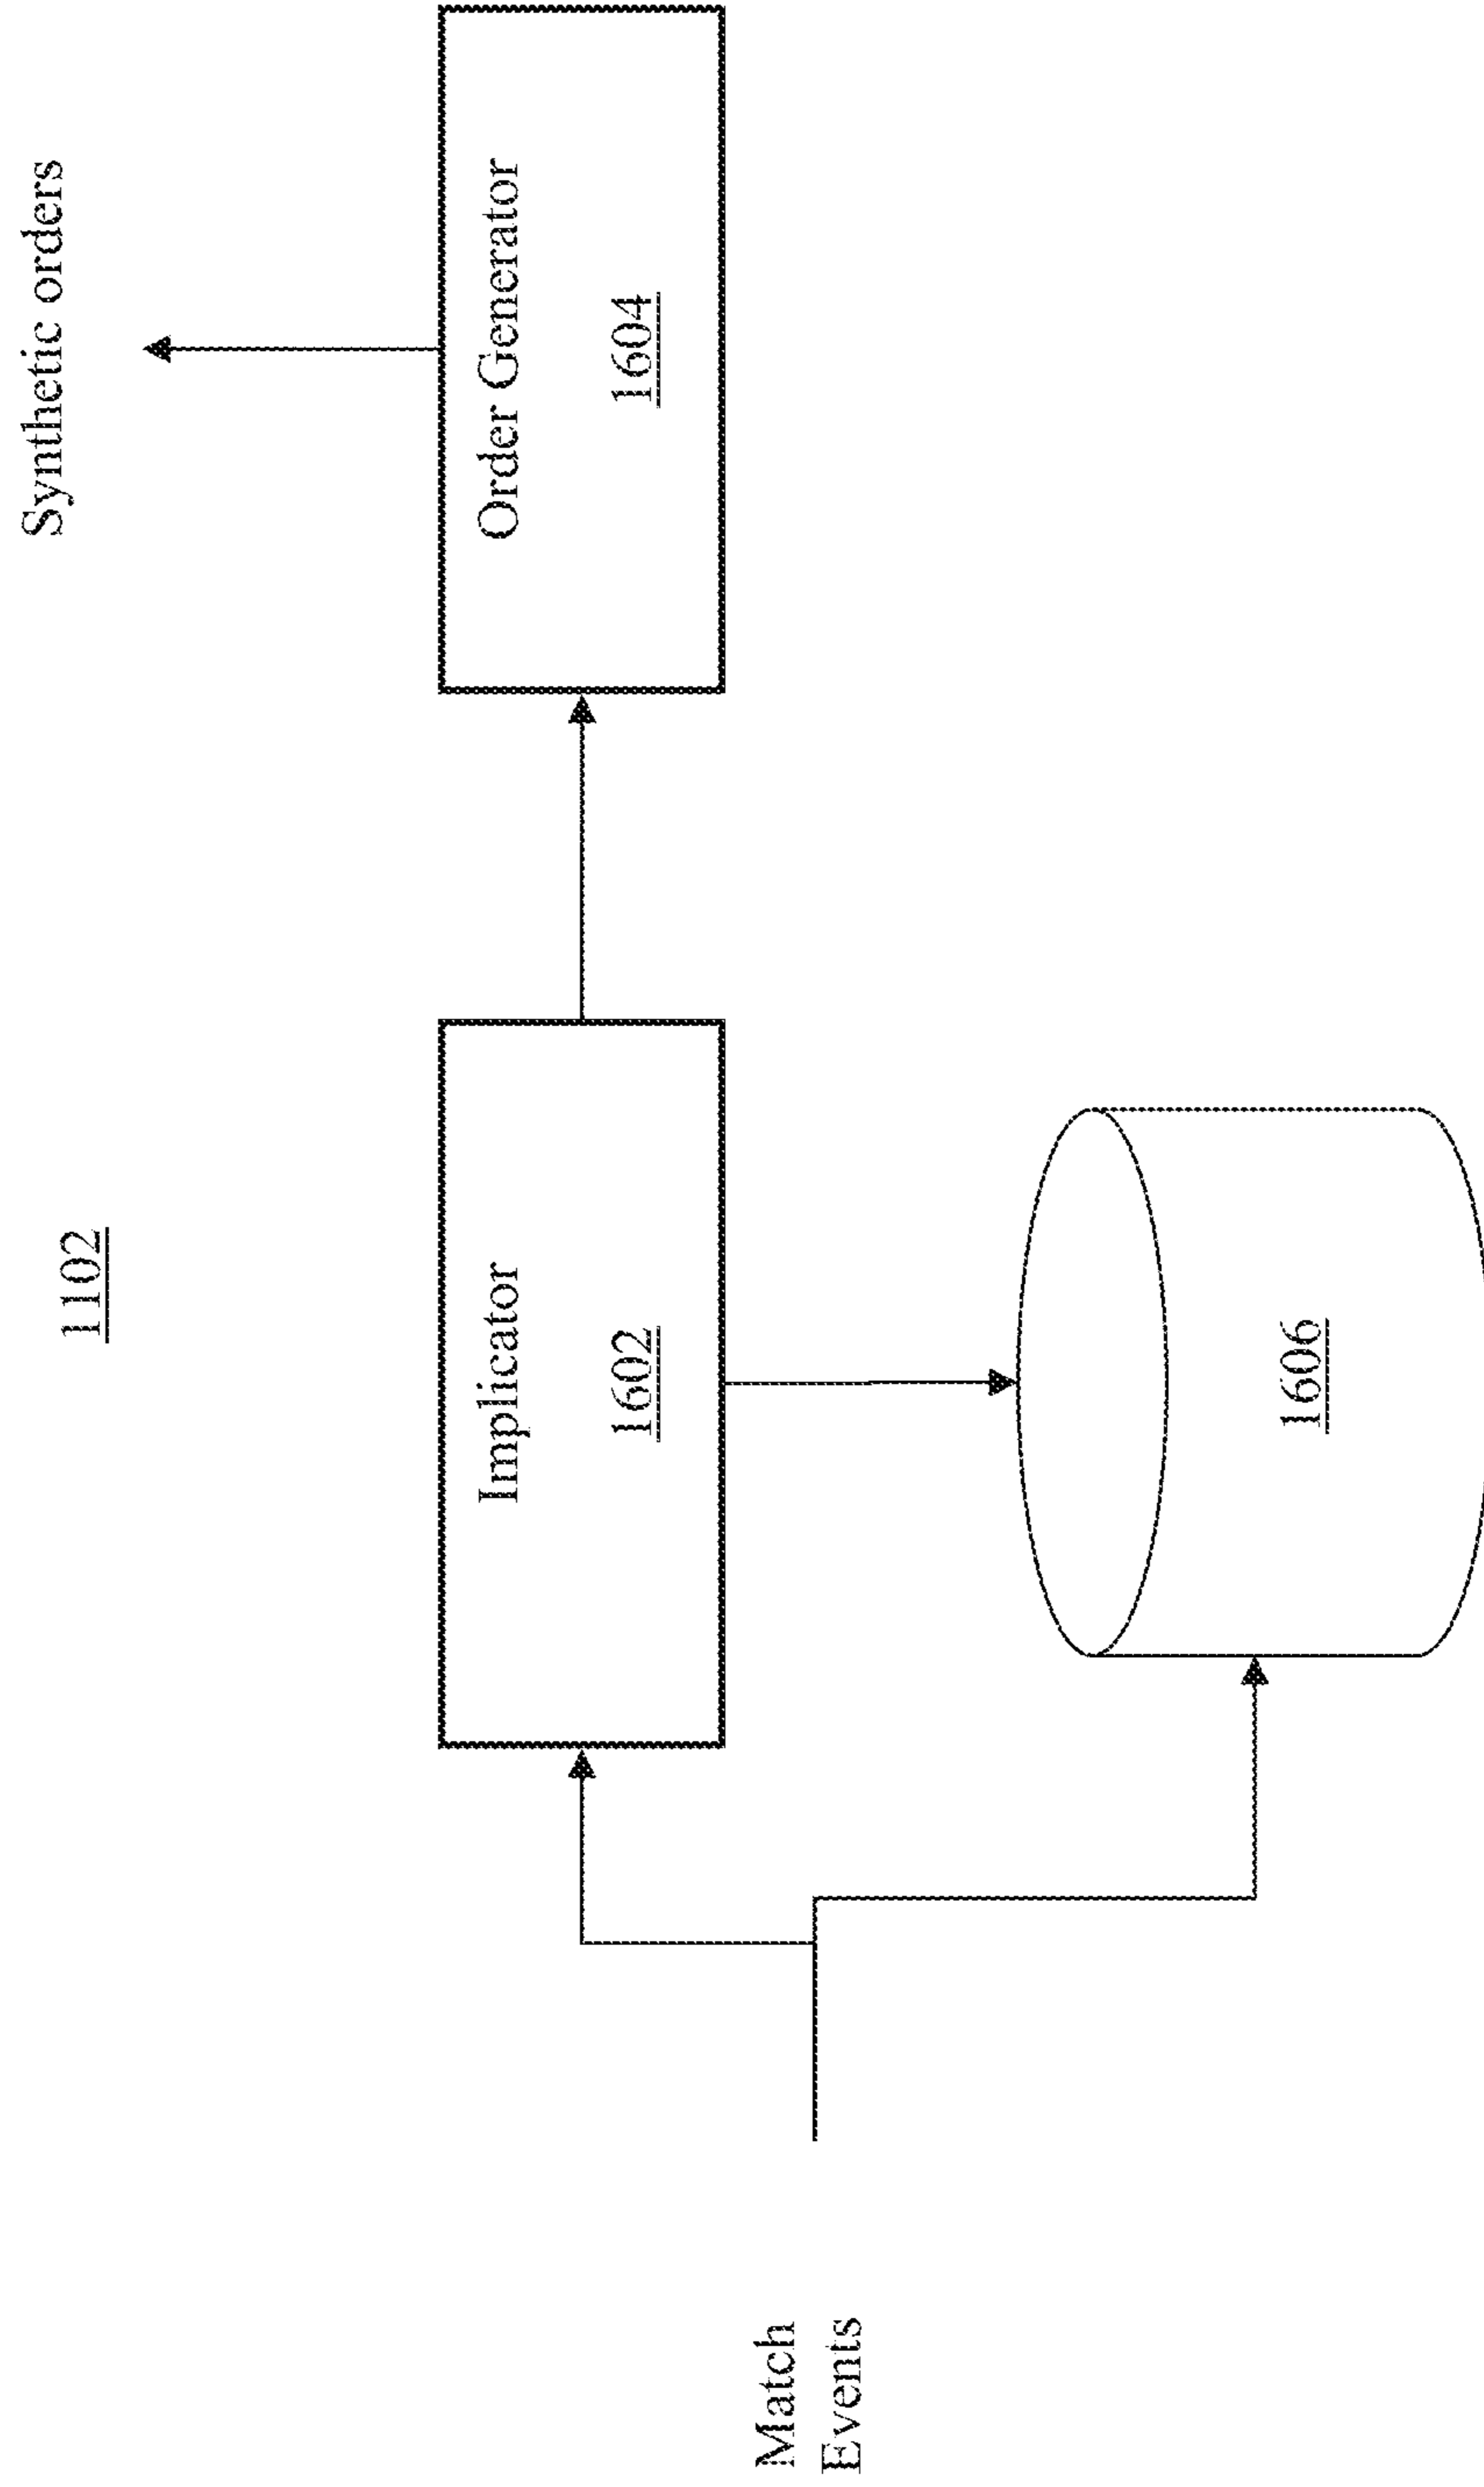 1102
Synthetic orders
Implicator
1602
Order Generator
1604
Match
Events
1606